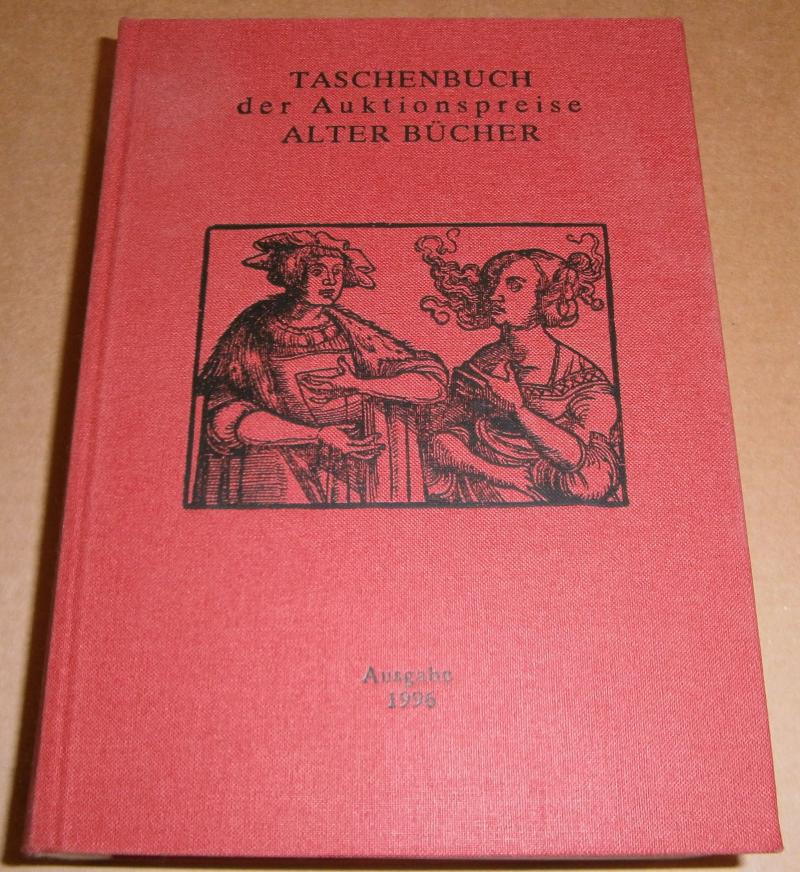 TASCHENBUCH
der Auktionspreise
ALTER BÜCHER
Ausgabe
1996